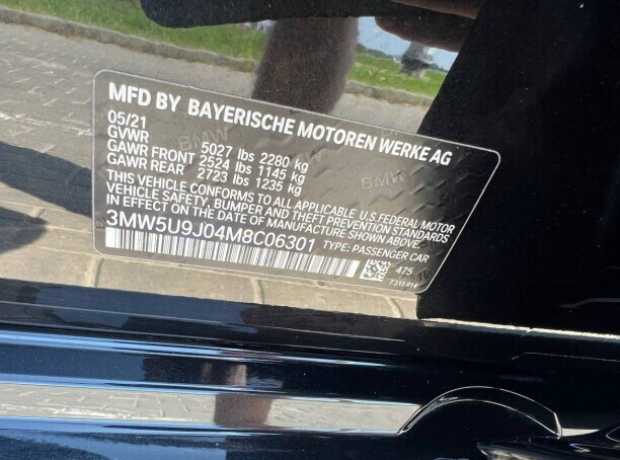 MFD BY BAYERISCHE MOTOREN WERKE AG
05/21
GVWR 5027 lbs 2280 kg
GAWR FRONT 2524 lbs 1145 kg
GAWR REAR 2723 lbs 1235 kg
THIS VEHICLE CONFORMS TO ALL APPLICABLE U.S. FEDERAL MOTOR
VEHICLE SAFETY, BUMPER AND THEFT PREVENTION STANDARDS
IN EFFECT ON THE DATE OF MANUFACTURE SHOWN ABOVE.
3MW5U9J04M8C06301 TYPE: PASSENGER CAR
475
BMW
BMW